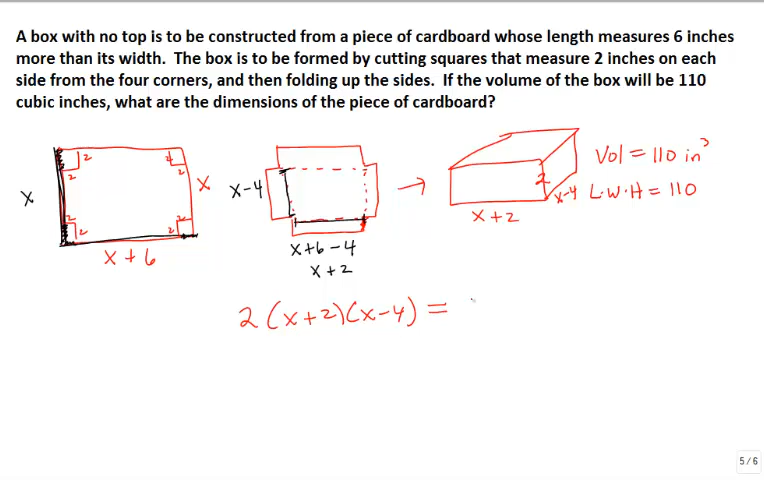 A box with no top is to be constructed from a piece of cardboard whose length measures 6 inches
more than its width. The box is to be formed by cutting squares that measure 2 inches on each
side from the four corners, and then folding up the sides. If the volume of the box will be 110
cubic inches, what are the dimensions of the piece of cardboard?
2 2 2 2
x
2 2 2 2
x
x + 6
x-4
x+6-4
x+2
2
x-4
x+2
Vol = 110 in³
L·W·H = 110
2(x+2)(x-4) =
5/6